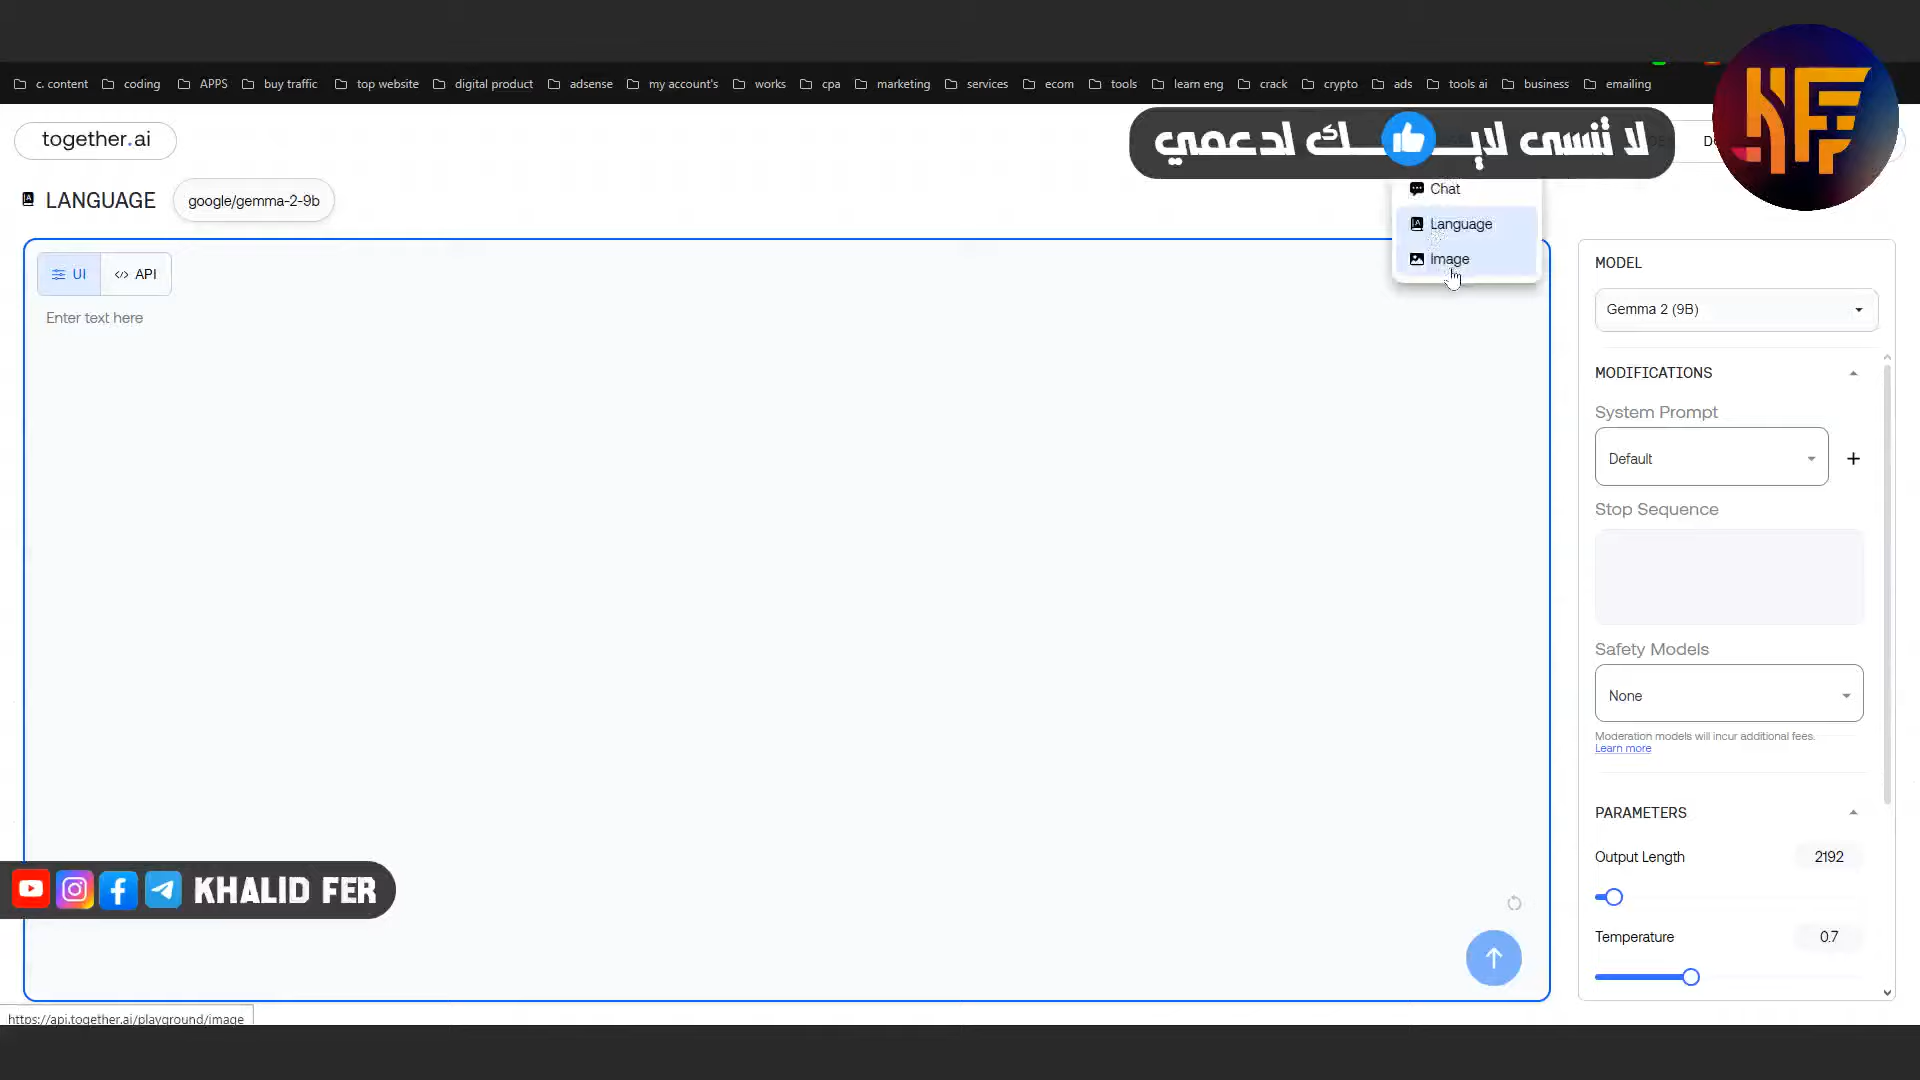 c. content coding APPS buy traffic top website digital product adsense my account's works cpa marketing services ecom tools learn eng crack crypto ads tools ai business emailing
together.ai
لا تنسى لايـــك لدعمي
KF
LANGUAGE google/gemma-2-9b
Chat
Language
Image
UI API
Enter text here
MODEL
Gemma 2 (9B)
MODIFICATIONS
System Prompt
Default +
Stop Sequence
Safety Models
None
Moderation models will incur additional fees.
Learn more
PARAMETERS
Output Length 2192
Temperature 0.7
KHALID FER
https://api.together.ai/playground/image